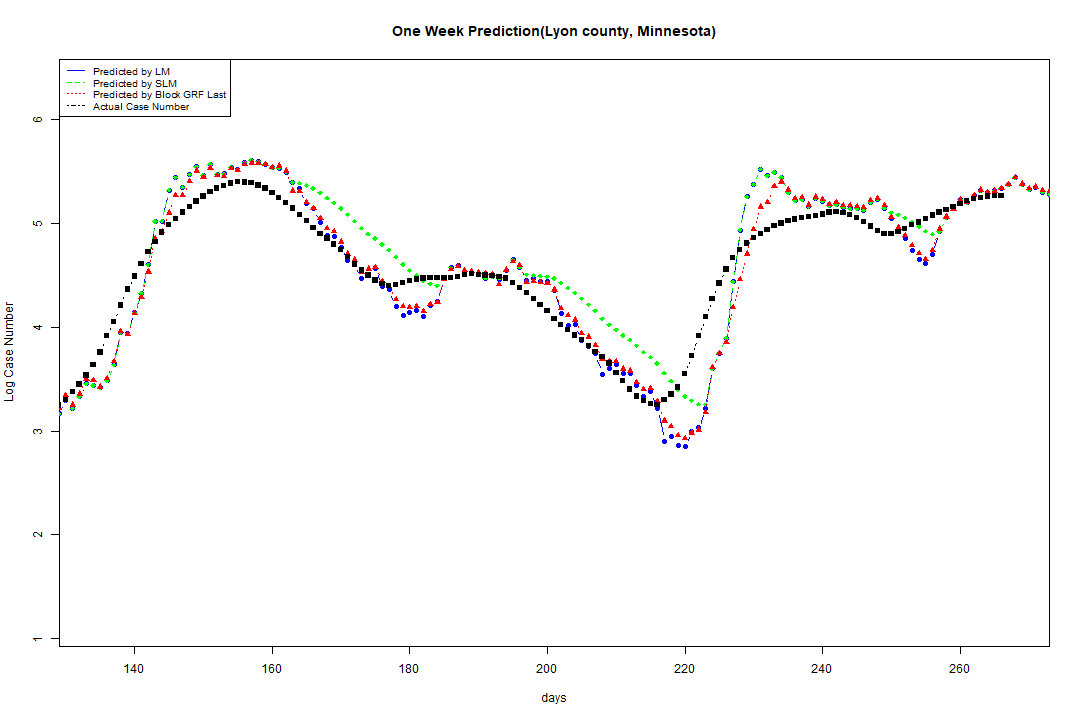 One Week Prediction(Lyon county, Minnesota)
Predicted by LM
Predicted by SLM
Predicted by Block GRF Last
Actual Case Number
Log Case Number
6
5
4
3
2
1
140 160 180 200 220 240 260
days